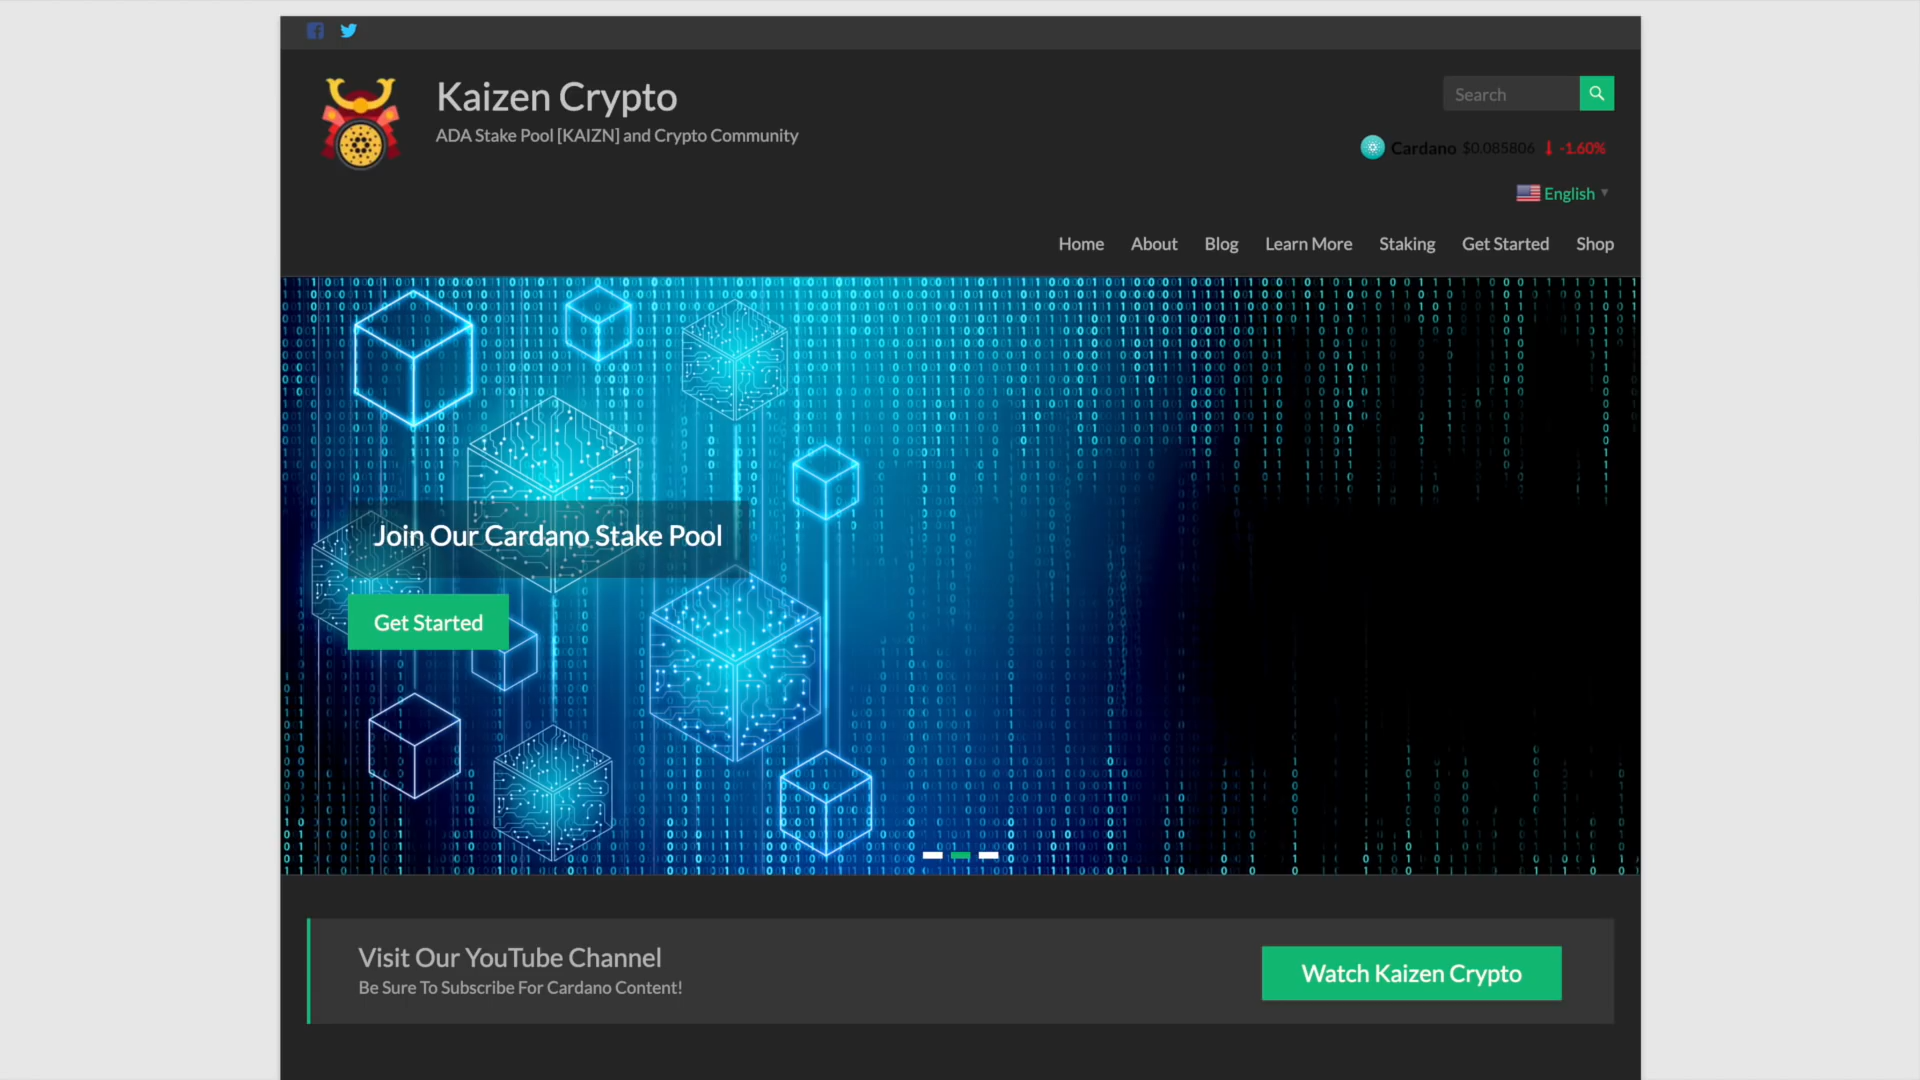 Kaizen Crypto
ADA Stake Pool [KAIZN] and Crypto Community
Search
Cardano $0.085806 -1.60%
English
Home About Blog Learn More Staking Get Started Shop
Join Our Cardano Stake Pool
Get Started
Visit Our YouTube Channel
Be Sure To Subscribe For Cardano Content!
Watch Kaizen Crypto